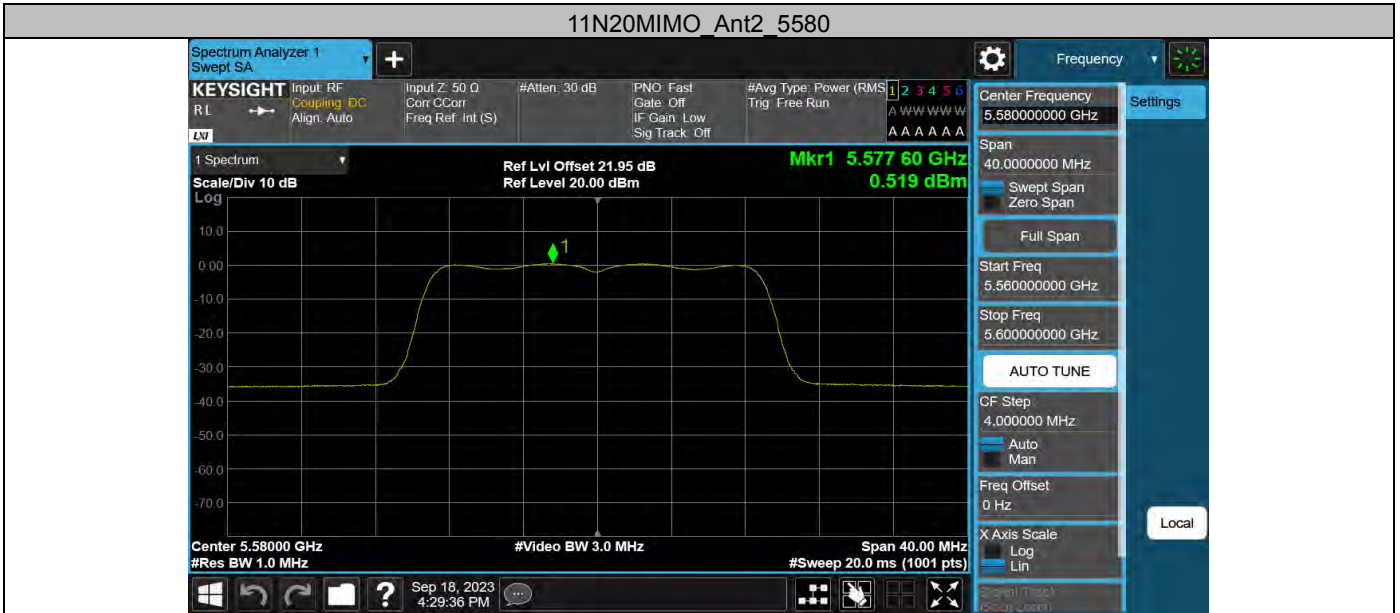 11N20MIMO_Ant2_5580
Spectrum Analyzer 1
Swept SA
Frequency
KEYSIGHT
RL
LXI
Input: RF
Coupling: DC
Align: Auto
Input Z: 50 Ω
Corr CCorr
Freq Ref: Int (S)
#Atten: 30 dB
PNO: Fast
Gate: Off
IF Gain: Low
Sig Track: Off
#Avg Type: Power (RMS
Trig: Free Run
1 2 3 4 5 6
A W W W W W
A A A A A A
1 Spectrum
Scale/Div 10 dB
Log
Ref Lvl Offset 21.95 dB
Ref Level 20.00 dBm
Mkr1 5.577 60 GHz
0.519 dBm
1
10.0
0.00
-10.0
-20.0
-30.0
-40.0
-50.0
-60.0
-70.0
Center 5.58000 GHz
#Res BW 1.0 MHz
#Video BW 3.0 MHz
Span 40.00 MHz
#Sweep 20.0 ms (1001 pts)
Center Frequency
5.580000000 GHz
Settings
Span
40.0000000 MHz
Swept Span
Zero Span
Full Span
Start Freq
5.560000000 GHz
Stop Freq
5.600000000 GHz
AUTO TUNE
CF Step
4.000000 MHz
Auto
Man
Freq Offset
0 Hz
X Axis Scale
Log
Lin
Local
Signal Track
(Span Zoom)
?
Sep 18, 2023
4:29:36 PM